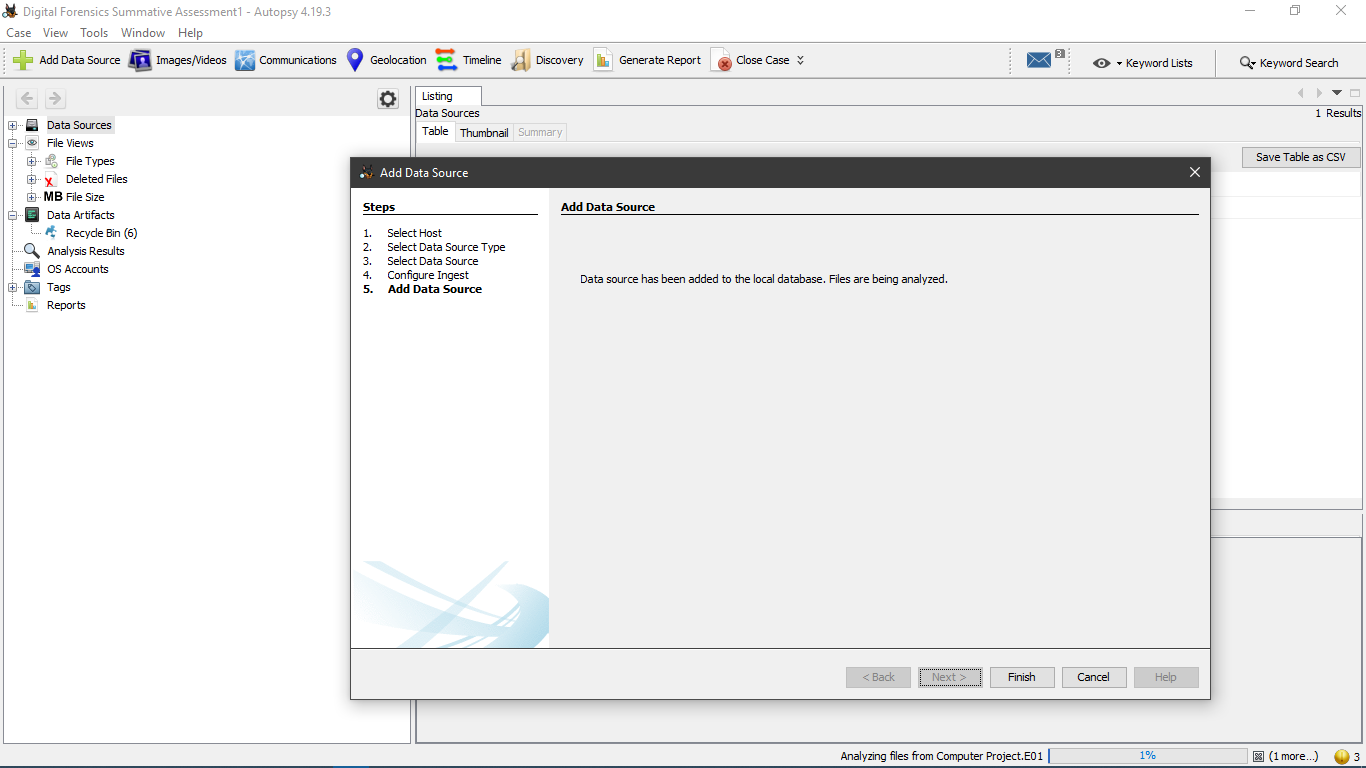 Digital Forensics Summative Assessment1 - Autopsy 4.19.3
Case View Tools Window Help
Add Data Source Images/Videos Communications Geolocation Timeline Discovery Generate Report Close Case 3 Keyword Lists Keyword Search
Listing
Data Sources 1 Results
Table Thumbnail Summary
Save Table as CSV
Data Sources
File Views
File Types
Deleted Files
MB File Size
Data Artifacts
Recycle Bin (6)
Analysis Results
OS Accounts
Tags
Reports
Add Data Source
Steps
1. Select Host
2. Select Data Source Type
3. Select Data Source
4. Configure Ingest
5. Add Data Source
Add Data Source
Data source has been added to the local database. Files are being analyzed.
< Back Next > Finish Cancel Help
Analyzing files from Computer Project.E01 1% (1 more...) 3